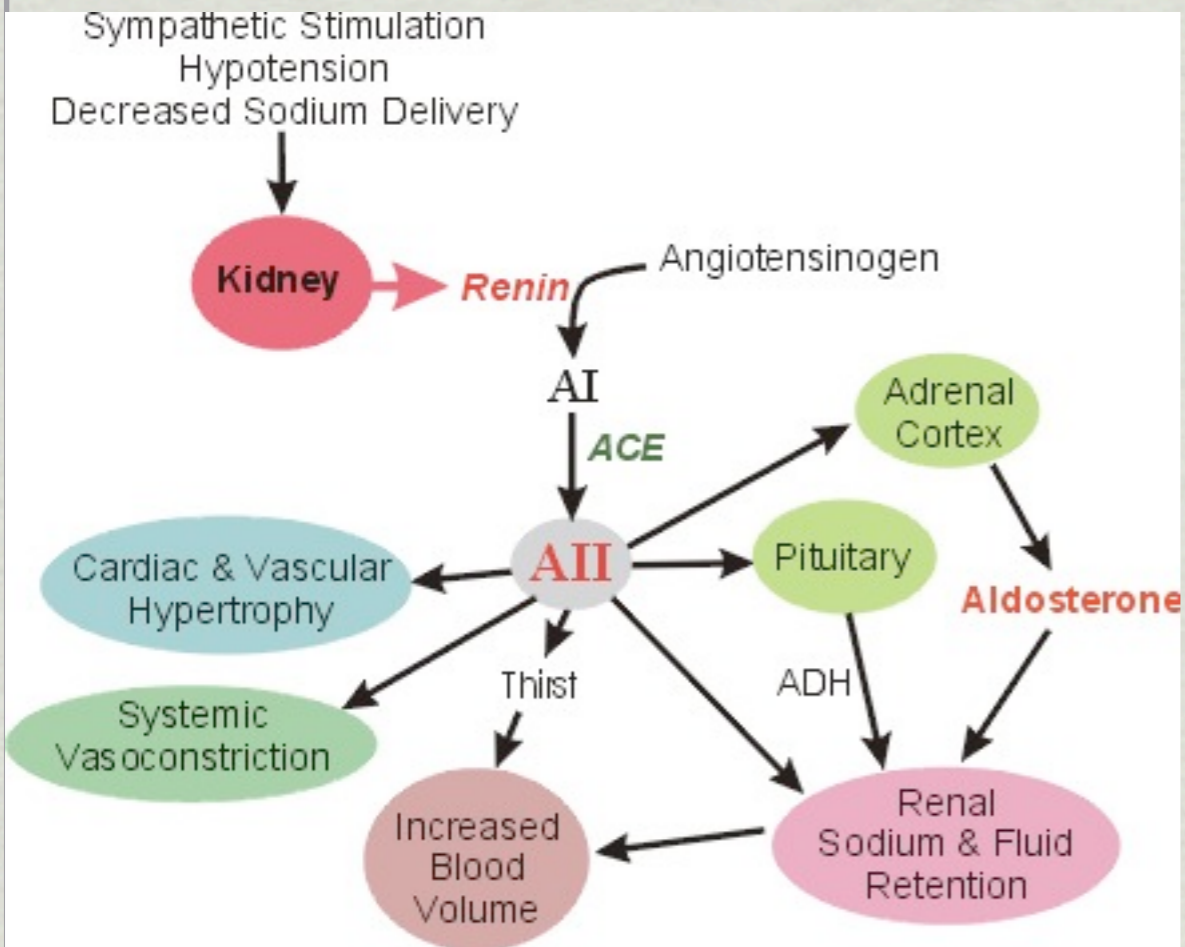 Sympathetic Stimulation
Hypotension
Decreased Sodium Delivery
Kidney
Renin
Angiotensinogen
AI
ACE
Adrenal
Cortex
AII
Pituitary
Cardiac & Vascular
Hypertrophy
Aldosterone
Thirst
ADH
Systemic
Vasoconstriction
Increased
Blood
Volume
Renal
Sodium & Fluid
Retention